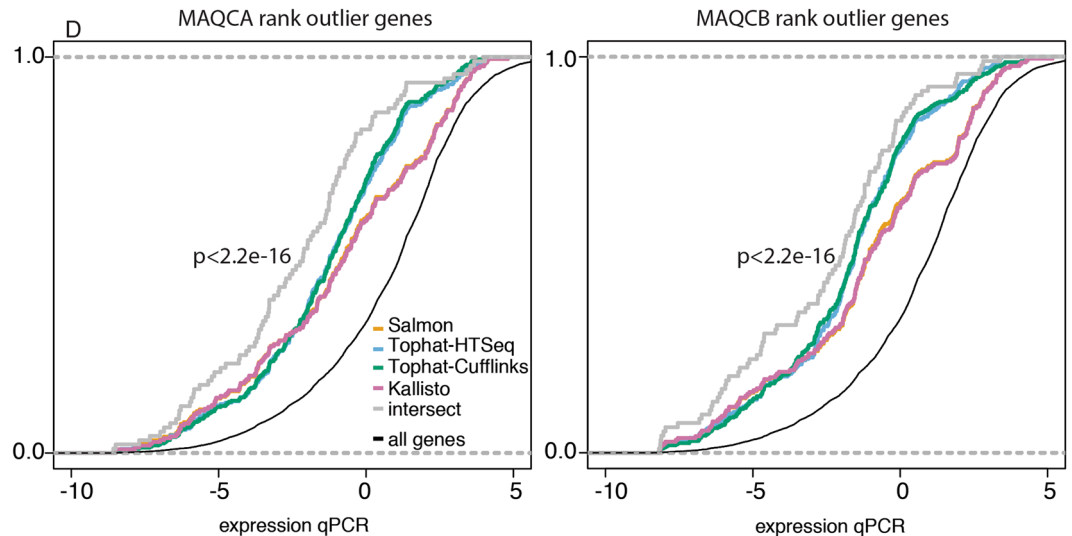 D
MAQCA rank outlier genes
1.0
p<2.2e-16
Salmon
Tophat-HTSeq
Tophat-Cufflinks
Kallisto
intersect
all genes
0.0
-10
-5
0
5
expression qPCR
MAQCB rank outlier genes
1.0
p<2.2e-16
0.0
-10
-5
0
5
expression qPCR